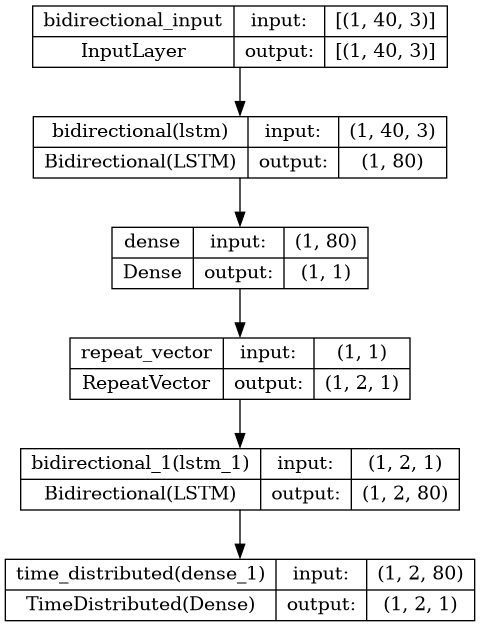 bidirectional_input input: [(1, 40, 3)]
InputLayer output: [(1, 40, 3)]
bidirectional(lstm) input: (1, 40, 3)
Bidirectional(LSTM) output: (1, 80)
dense input: (1, 80)
Dense output: (1, 1)
repeat_vector input: (1, 1)
RepeatVector output: (1, 2, 1)
bidirectional_1(lstm_1) input: (1, 2, 1)
Bidirectional(LSTM) output: (1, 2, 80)
time_distributed(dense_1) input: (1, 2, 80)
TimeDistributed(Dense) output: (1, 2, 1)